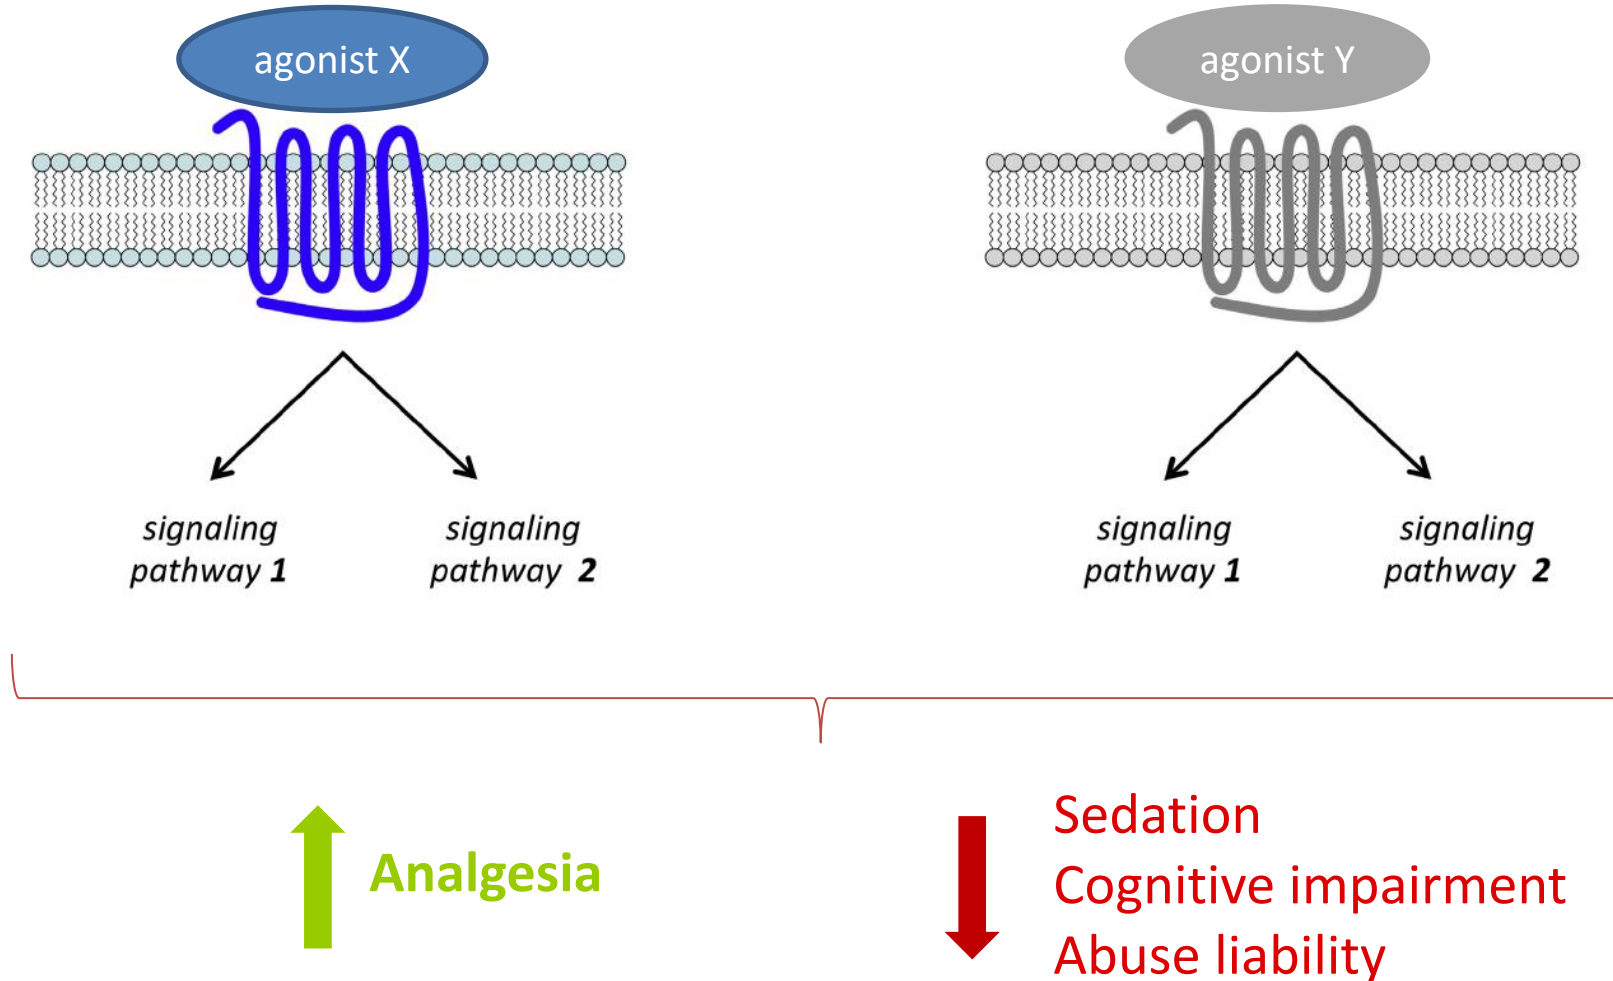 agonist X
agonist Y
signaling
pathway 1
signaling
pathway 2
signaling
pathway 1
signaling
pathway 2
Analgesia
Sedation
Cognitive impairment
Abuse liability